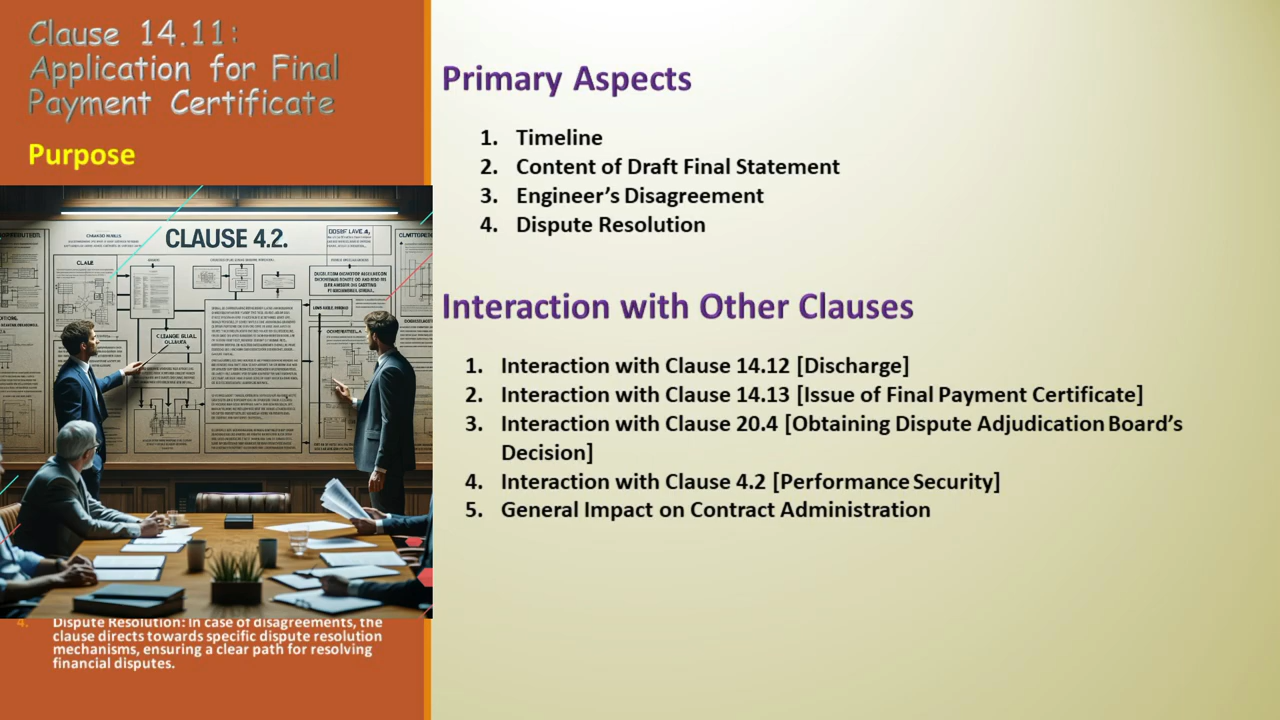 Clause 14.11:
Application for Final
Payment Certificate
Purpose
CLAUSE 4.2.
4. Dispute Resolution: In case of disagreements, the
clause directs towards specific dispute resolution
mechanisms, ensuring a clear path for resolving
financial disputes.
Primary Aspects
1. Timeline
2. Content of Draft Final Statement
3. Engineer’s Disagreement
4. Dispute Resolution
Interaction with Other Clauses
1. Interaction with Clause 14.12 [Discharge]
2. Interaction with Clause 14.13 [Issue of Final Payment Certificate]
3. Interaction with Clause 20.4 [Obtaining Dispute Adjudication Board’s
Decision]
4. Interaction with Clause 4.2 [Performance Security]
5. General Impact on Contract Administration